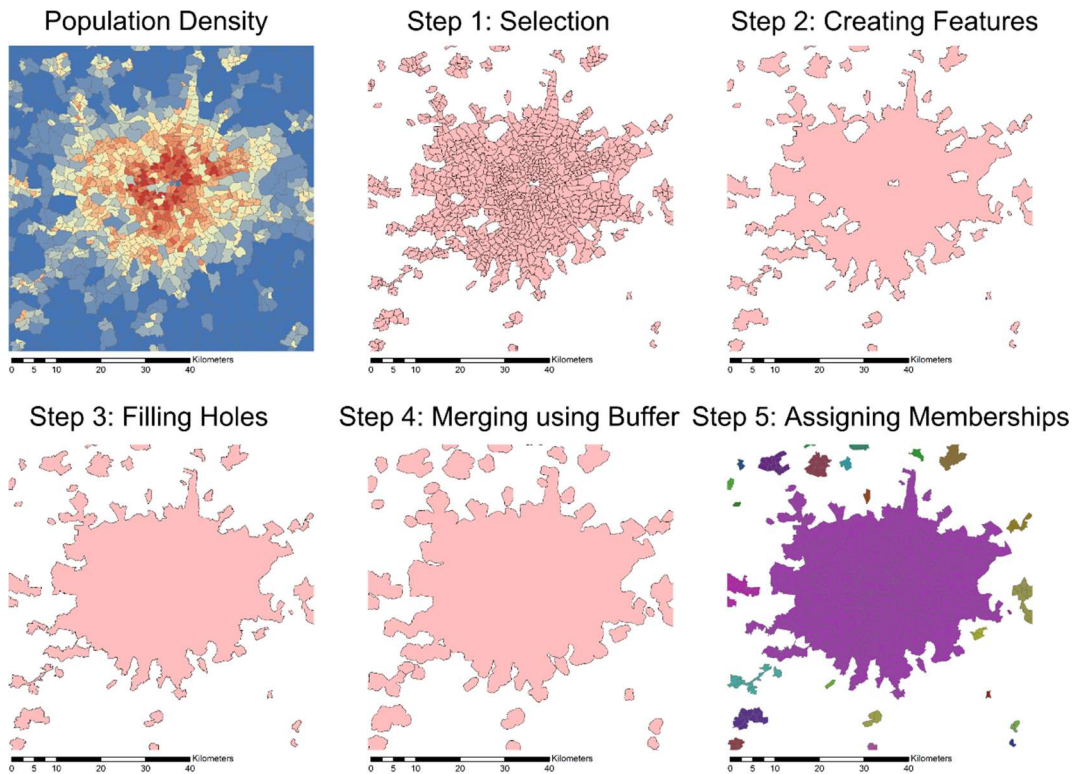 Population Density
Step 1: Selection
Step 2: Creating Features
Kilometers
0 5 10 20 30 40
Kilometers
0 5 10 20 30 40
Kilometers
0 5 10 20 30 40
Step 3: Filling Holes
Step 4: Merging using Buffer
Step 5: Assigning Memberships
Kilometers
0 5 10 20 30 40
Kilometers
0 5 10 20 30 40
Kilometers
0 5 10 20 30 40